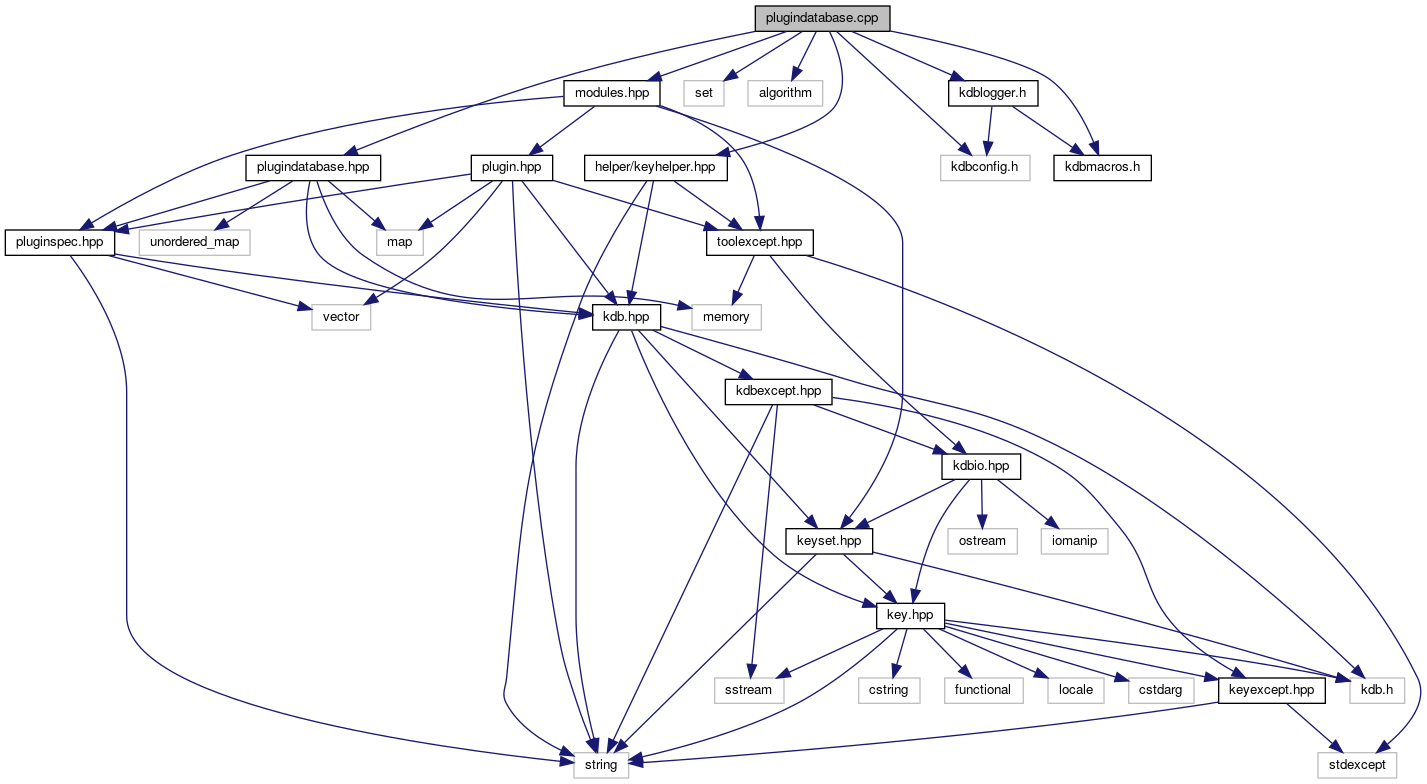 plugindatabase.cpp
modules.hpp
set
algorithm
kdblogger.h
plugindatabase.hpp
plugin.hpp
helper/keyhelper.hpp
kdbconfig.h
kdbmacros.h
pluginspec.hpp
unordered_map
map
toolexcept.hpp
vector
kdb.hpp
memory
kdbexcept.hpp
kdbio.hpp
keyset.hpp
ostream
iomanip
key.hpp
sstream
cstring
functional
locale
cstdarg
keyexcept.hpp
kdb.h
string
stdexcept